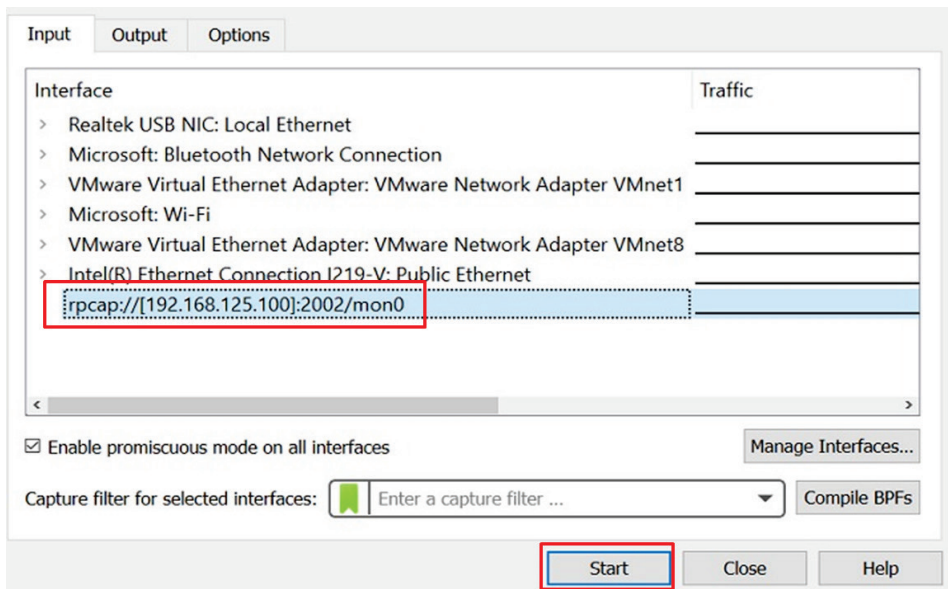 Input Output Options
Interface Traffic
Realtek USB NIC: Local Ethernet
Microsoft: Bluetooth Network Connection
VMware Virtual Ethernet Adapter: VMware Network Adapter VMnet1
Microsoft: Wi-Fi
VMware Virtual Ethernet Adapter: VMware Network Adapter VMnet8
Intel(R) Ethernet Connection I219-V: Public Ethernet
rpcap://[192.168.125.100]:2002/mon0
Enable promiscuous mode on all interfaces Manage Interfaces...
Capture filter for selected interfaces: Enter a capture filter ... Compile BPFs
Start Close Help